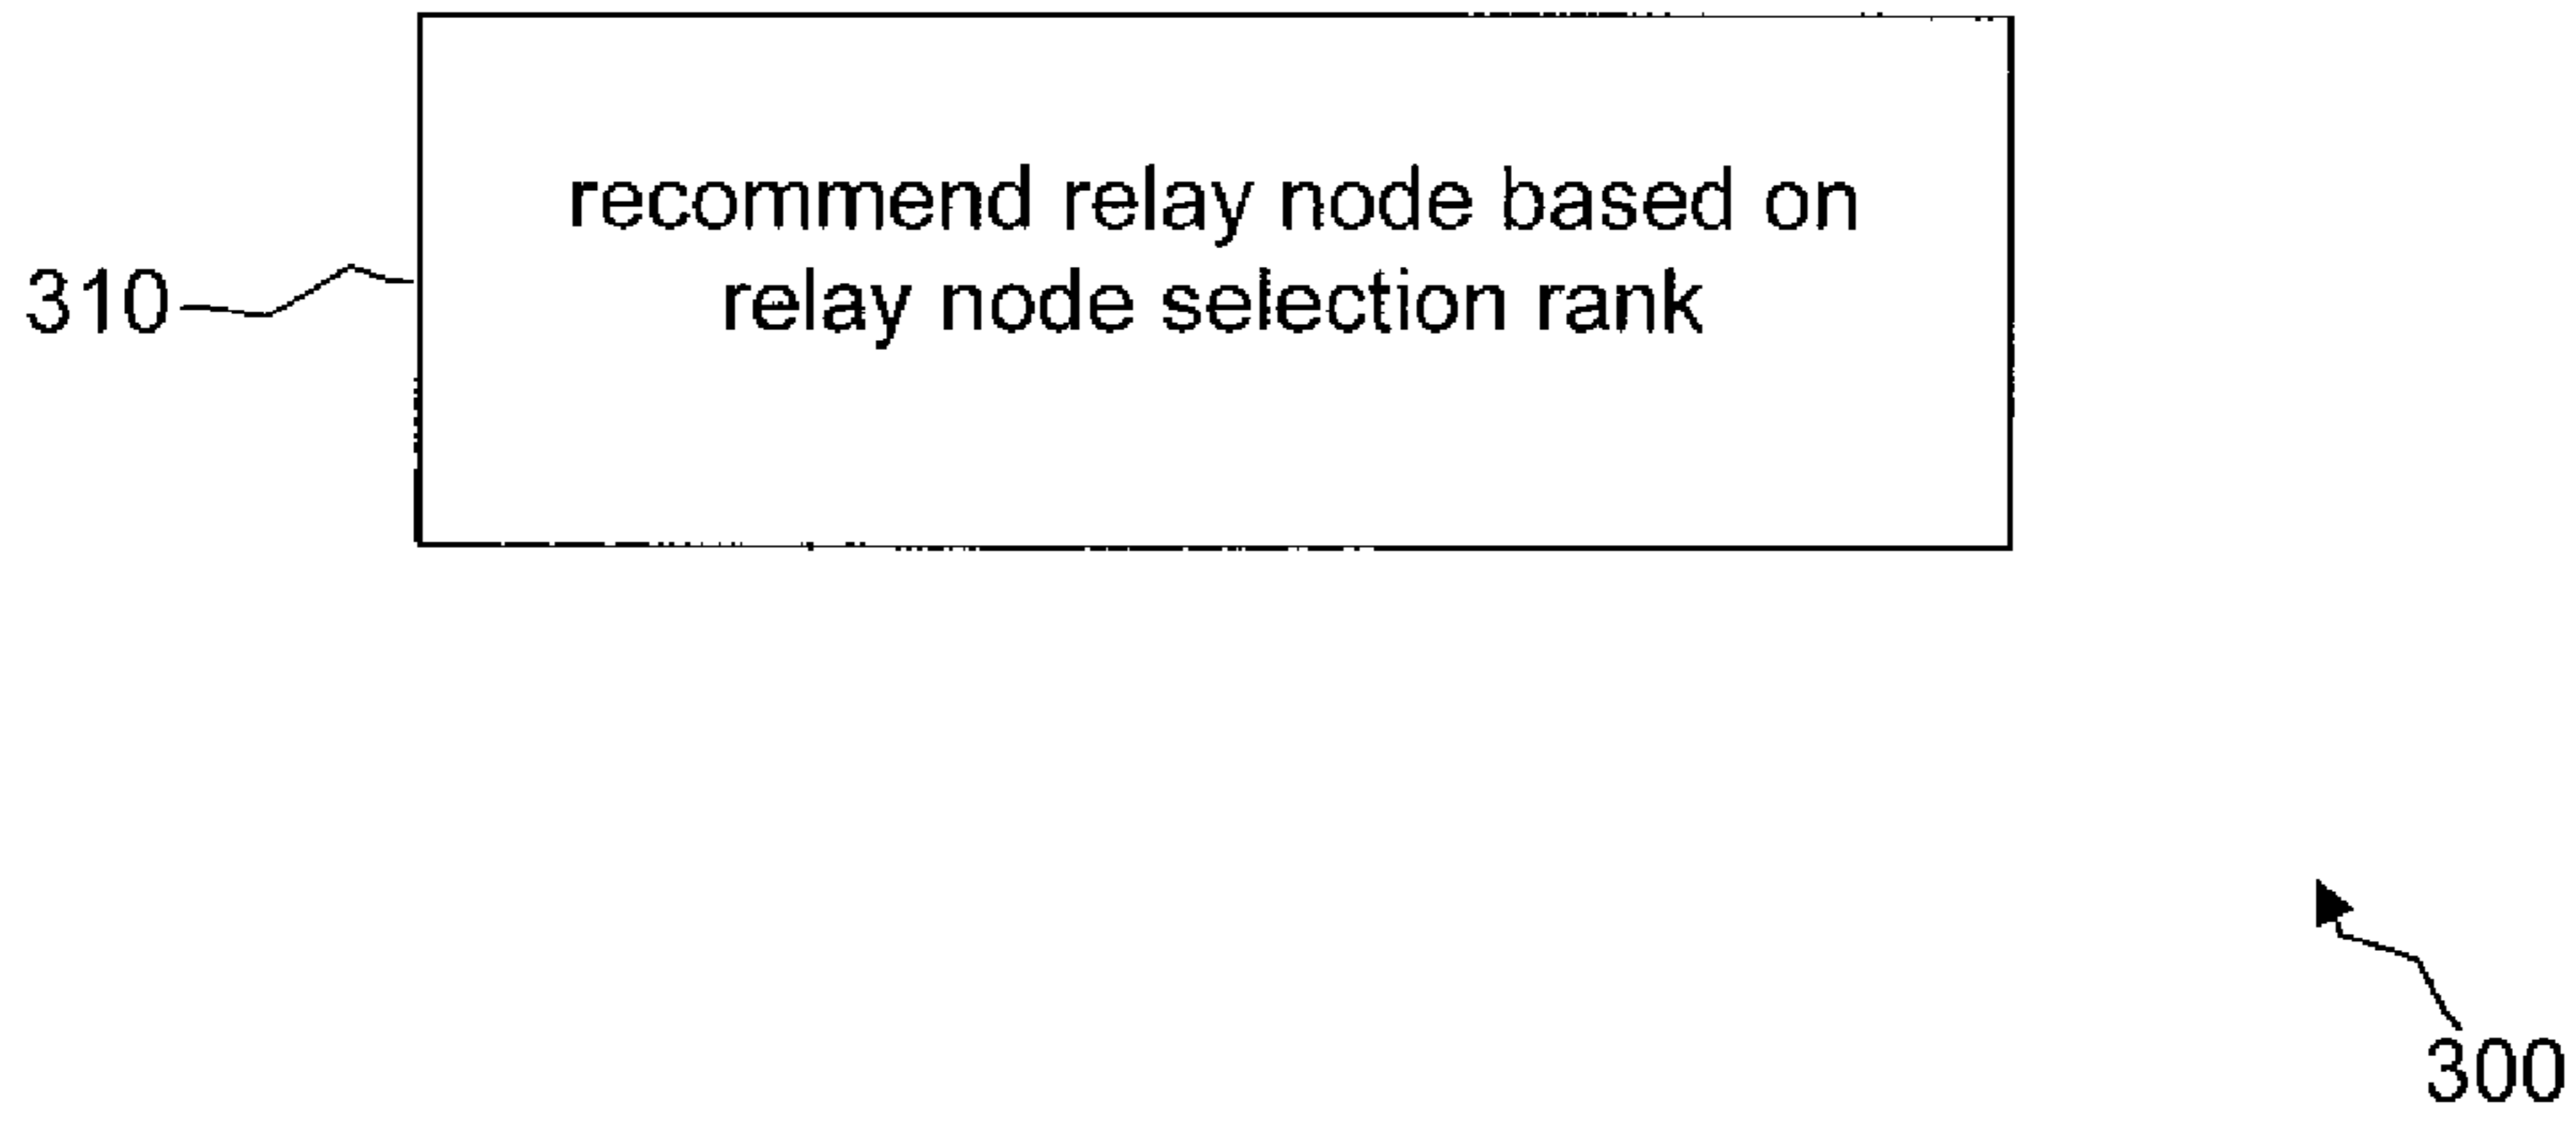 recommend relay node based on
relay node selection rank
310
300